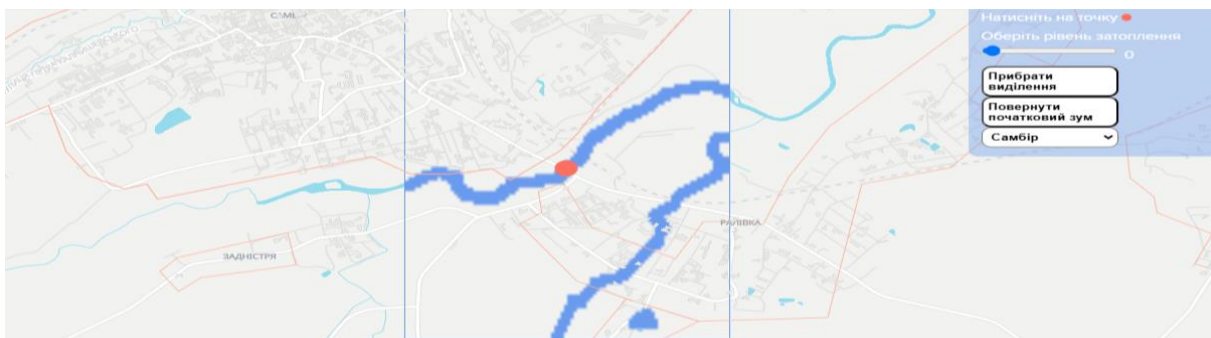 Натисніть на точку
Оберіть рівень затоплення
0
Прибрати
виділення
Повернути
початковий зум
Самбір
РАЛІВКА
ЗАДНІСТРЯ